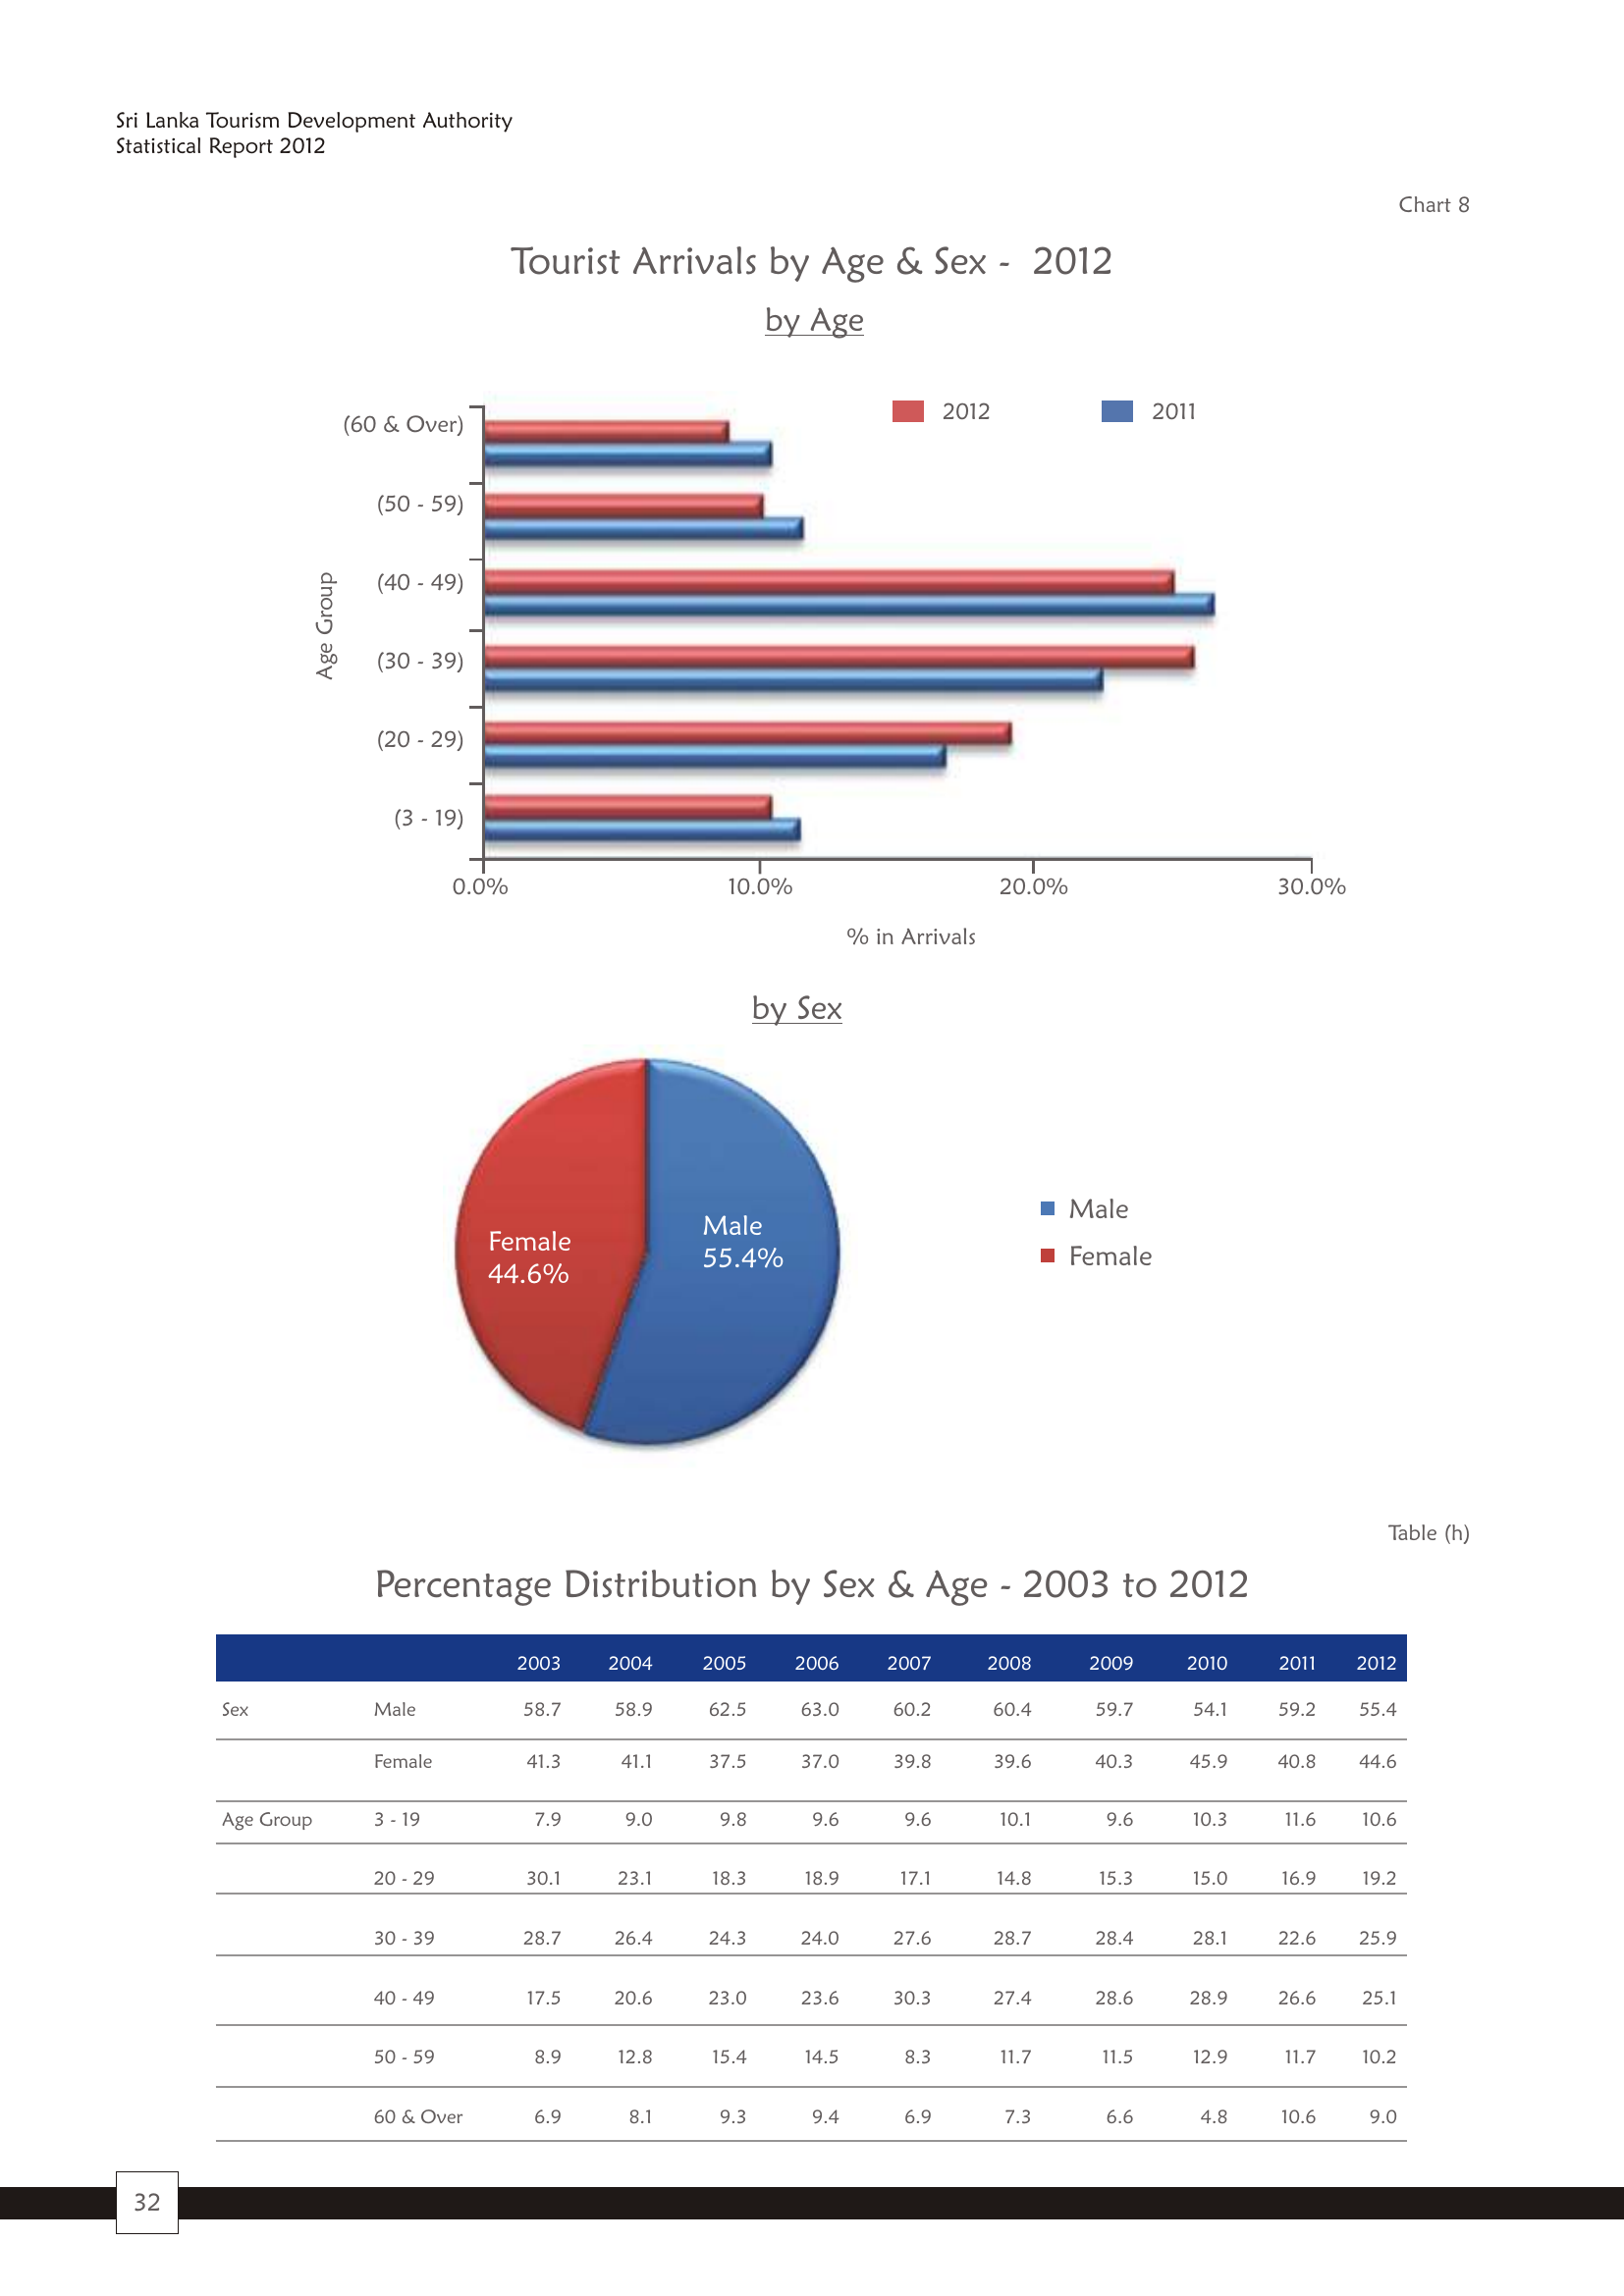 Sri Lanka Tourism Development Authority
Statistical Report 2012
Chart 8
Tourist Arrivals by Age & Sex - 2012
by Age
2012 2011
Age Group
(60 & Over)
(50 - 59)
(40 - 49)
(30 - 39)
(20 - 29)
(3 - 19)
0.0% 10.0% 20.0% 30.0%
% in Arrivals
by Sex
Female
44.6%
Male
55.4%
Male
Female
Table (h)
Percentage Distribution by Sex & Age - 2003 to 2012
2003 2004 2005 2006 2007 2008 2009 2010 2011 2012
Sex Male 58.7 58.9 62.5 63.0 60.2 60.4 59.7 54.1 59.2 55.4
Female 41.3 41.1 37.5 37.0 39.8 39.6 40.3 45.9 40.8 44.6
Age Group 3 - 19 7.9 9.0 9.8 9.6 9.6 10.1 9.6 10.3 11.6 10.6
20 - 29 30.1 23.1 18.3 18.9 17.1 14.8 15.3 15.0 16.9 19.2
30 - 39 28.7 26.4 24.3 24.0 27.6 28.7 28.4 28.1 22.6 25.9
40 - 49 17.5 20.6 23.0 23.6 30.3 27.4 28.6 28.9 26.6 25.1
50 - 59 8.9 12.8 15.4 14.5 8.3 11.7 11.5 12.9 11.7 10.2
60 & Over 6.9 8.1 9.3 9.4 6.9 7.3 6.6 4.8 10.6 9.0
32